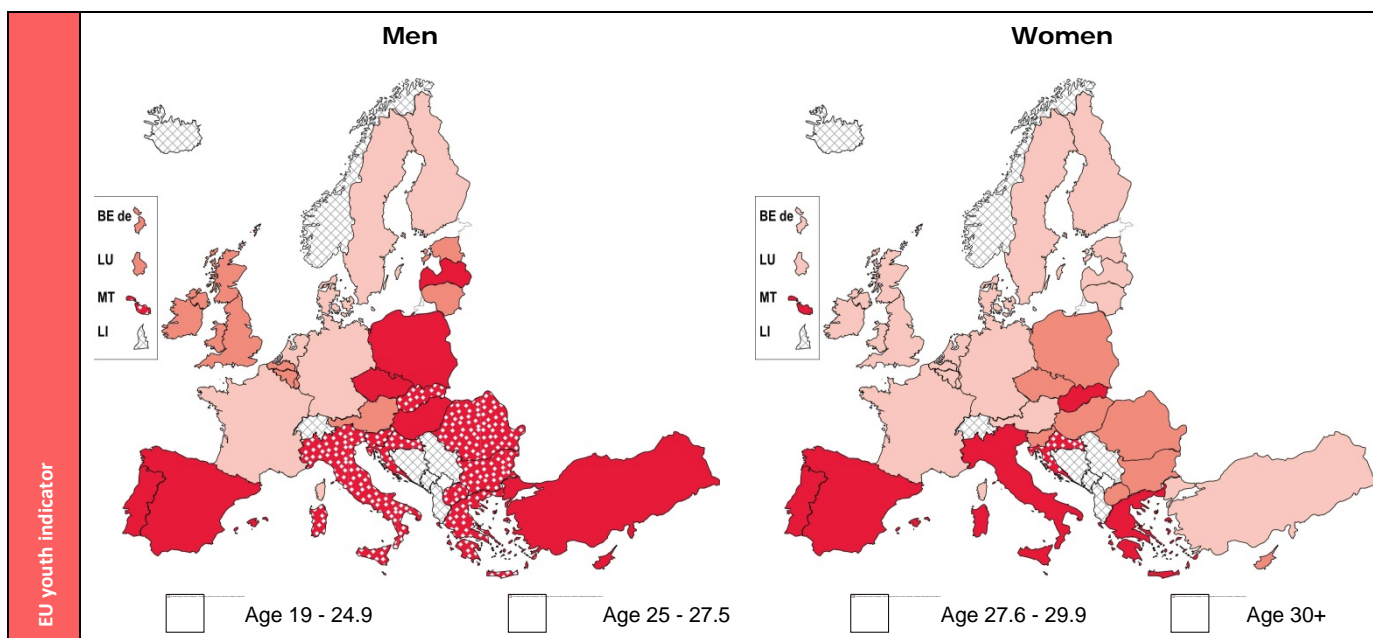 EU youth indicator
Men
Women
BE de
LU
MT
LI
BE de
LU
MT
LI
Age 19 - 24.9
Age 25 - 27.5
Age 27.6 - 29.9
Age 30+